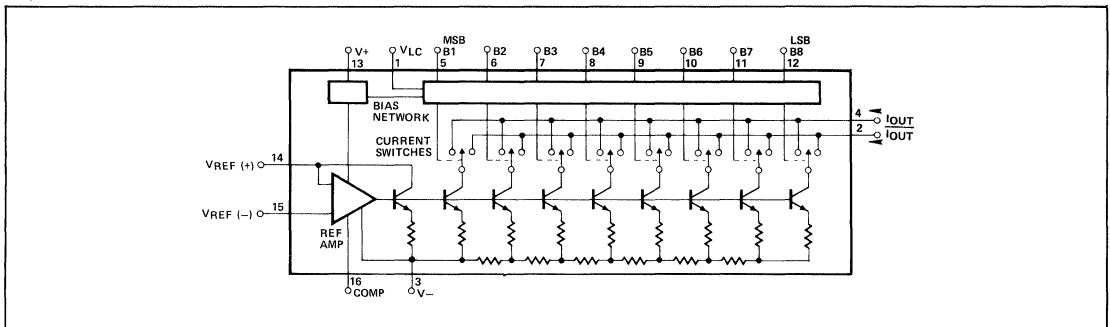 MSB LSB
V+ VLC B1 B2 B3 B4 B5 B6 B7 B8
13 1 5 6 7 8 9 10 11 12
BIAS
NETWORK
4 IOUT
2 IOUT
CURRENT
SWITCHES
VREF (+) 14
VREF (−) 15
REF
AMP
16 3
COMP V−